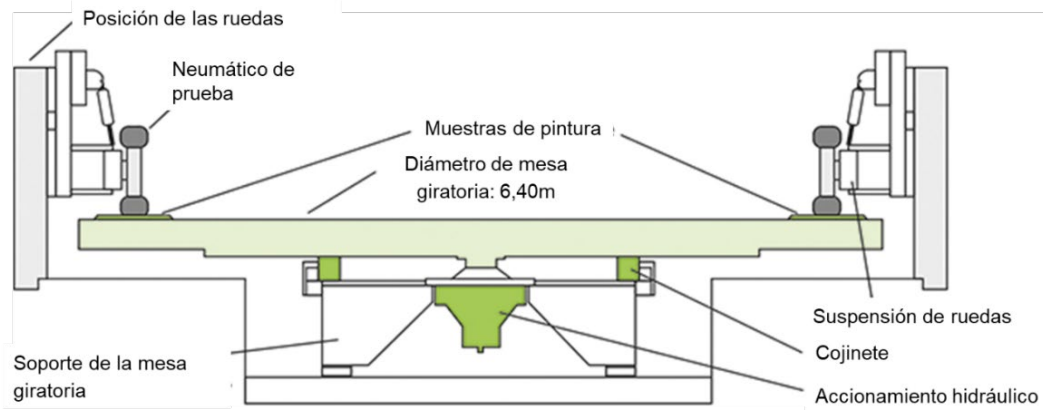 Posición de las ruedas
Neumático de
prueba
Muestras de pintura
Diámetro de mesa
giratoria: 6,40m
Suspensión de ruedas
Soporte de la mesa
giratoria
Cojinete
Accionamiento hidráulico